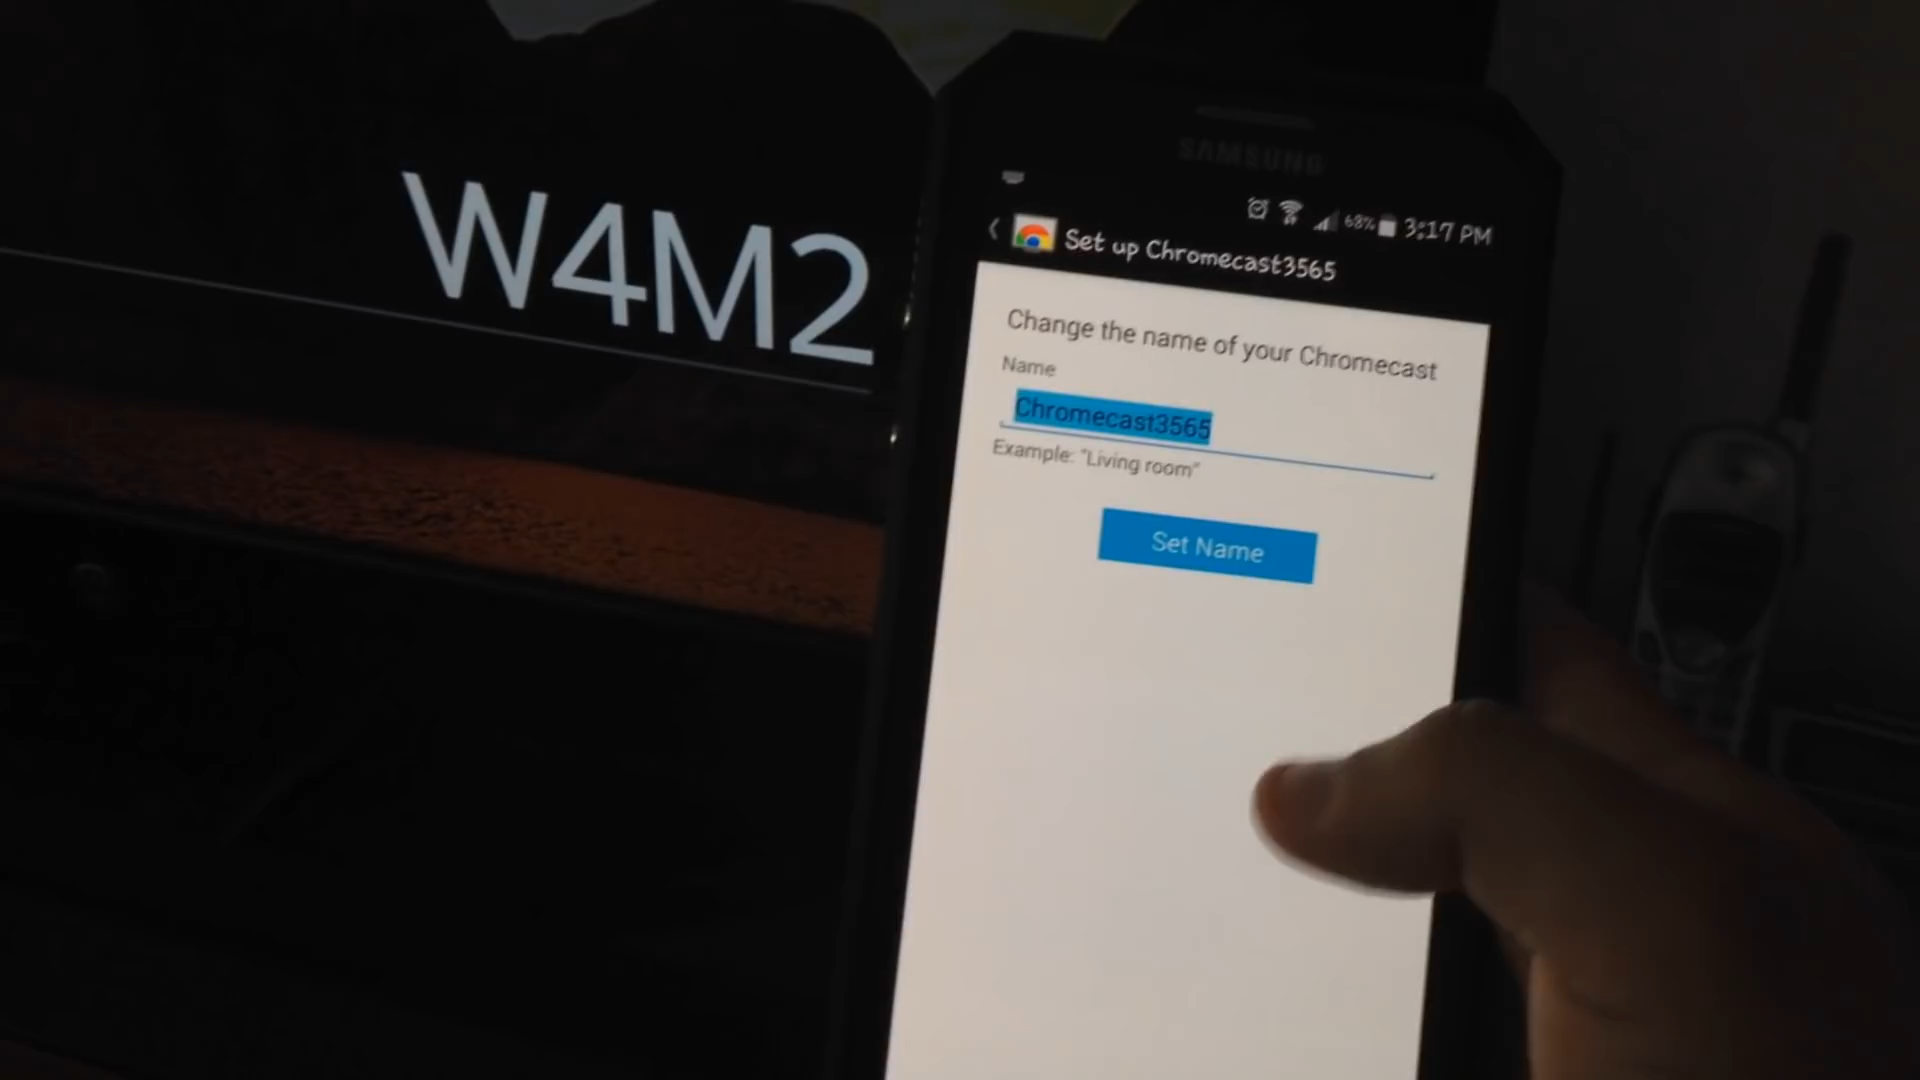 W4M2
SAMSUNG
68% 3:17 PM
Set up Chromecast3565
Change the name of your Chromecast
Name
Chromecast3565
Example: "Living room"
Set Name